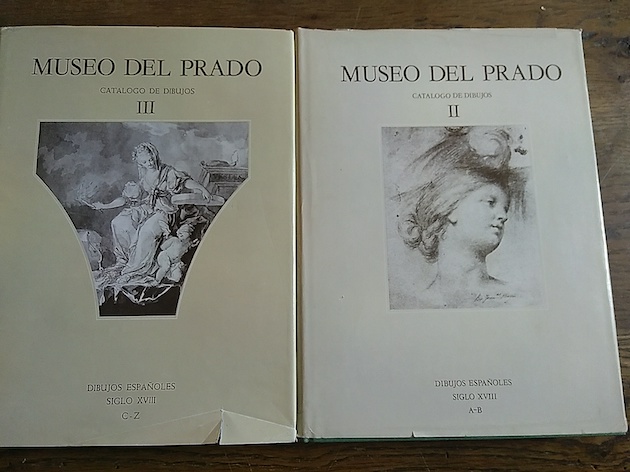 MUSEO DEL PRADO
CATALOGO DE DIBUJOS
III
DIBUJOS ESPAÑOLES
SIGLO XVIII
C-Z
MUSEO DEL PRADO
CATALOGO DE DIBUJOS
II
DIBUJOS ESPAÑOLES
SIGLO XVIII
A-B